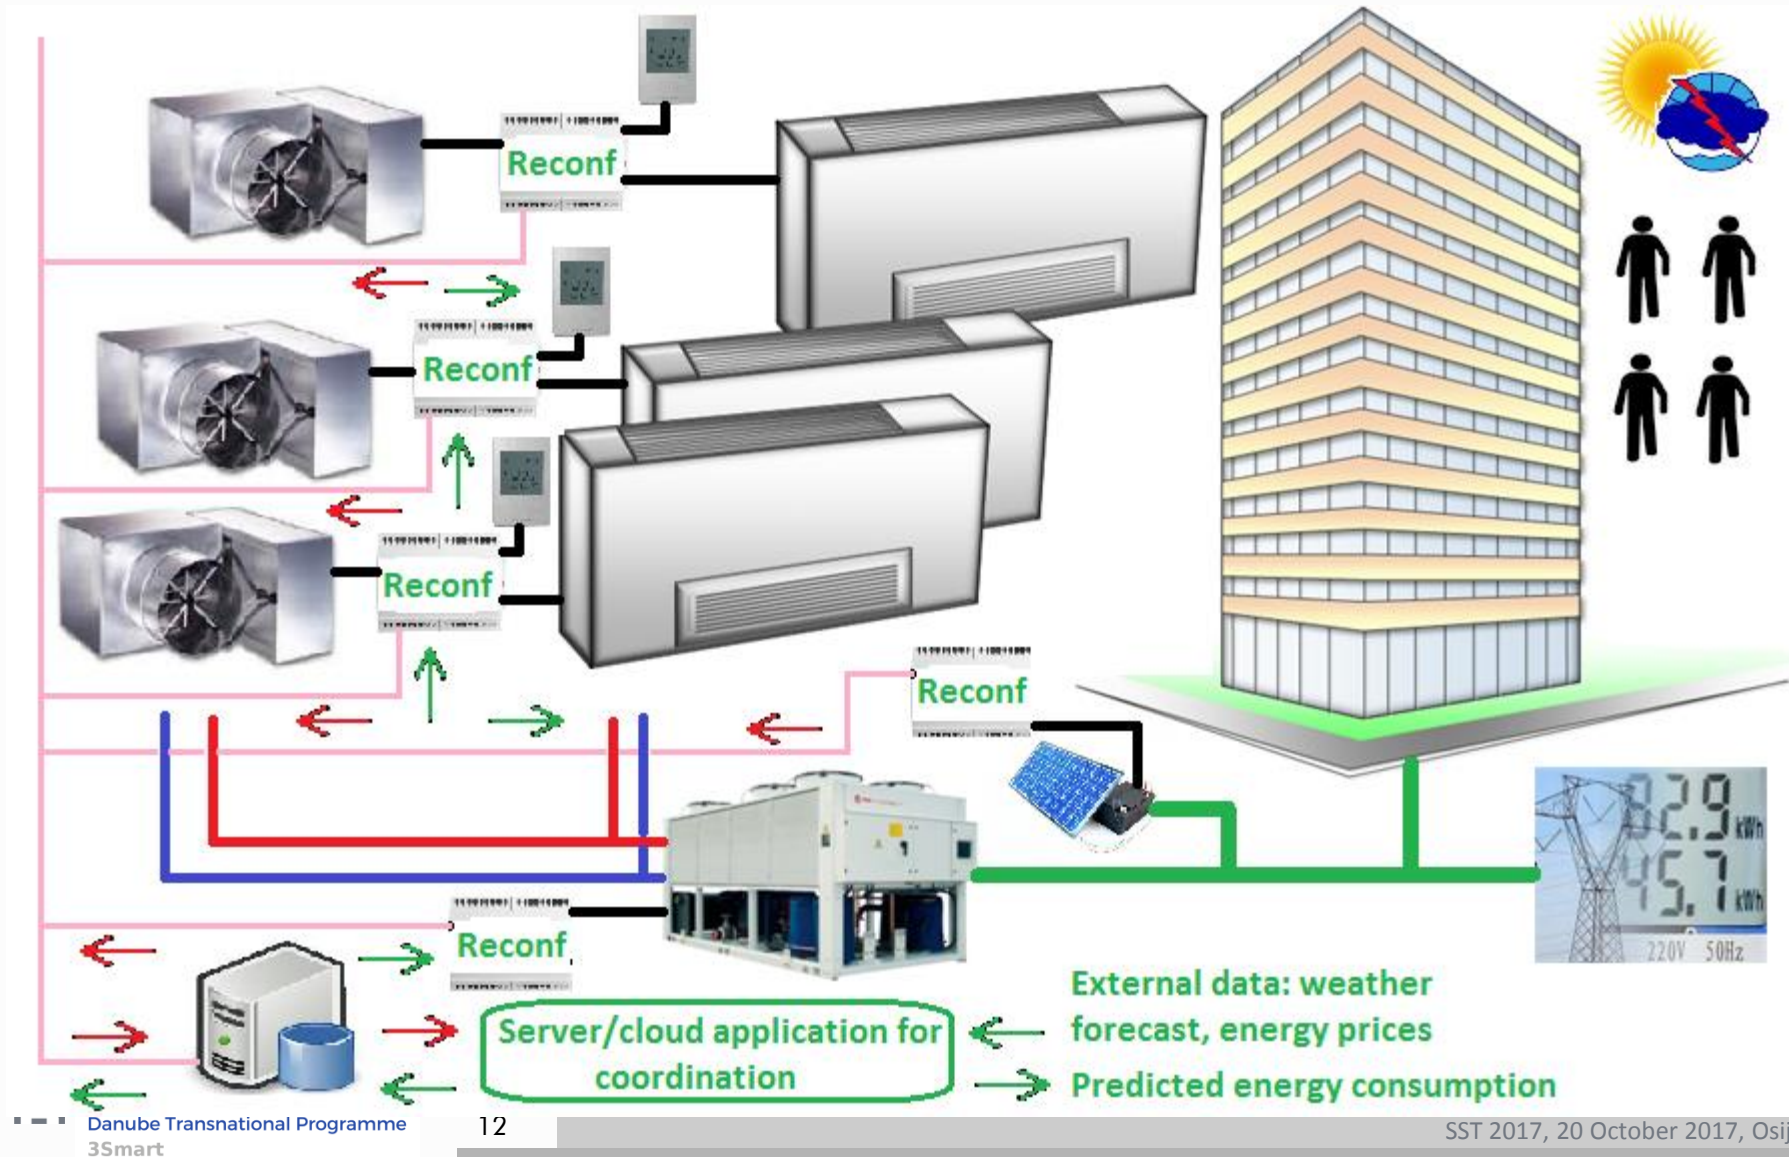 Reconf
Reconf
Reconf
Reconf
Reconf
82.9 kWh
45.7 kWh
220V 50Hz
Server/cloud application for
coordination
External data: weather
forecast, energy prices
Predicted energy consumption
Danube Transnational Programme
3Smart
12
SST 2017, 20 October 2017, Osij